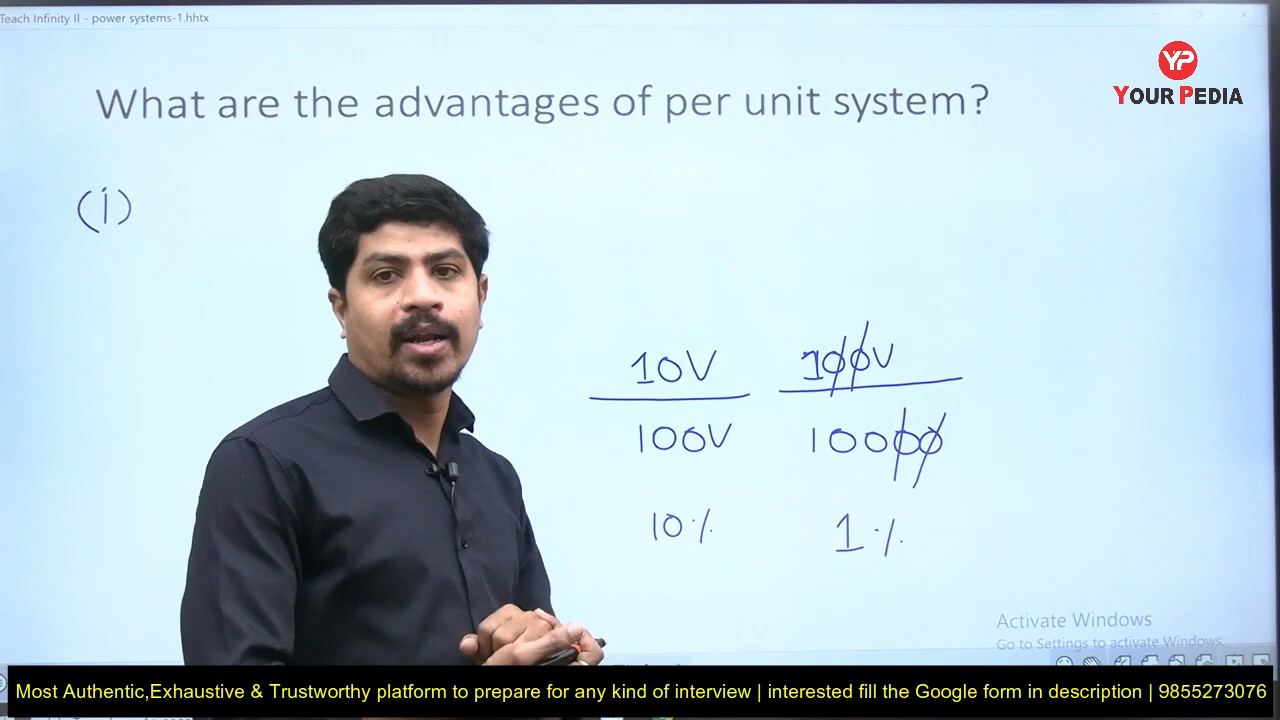 Teach Infinity II - power systems-1.hhtx
YP
YOUR PEDIA
What are the advantages of per unit system?
(i)
10V 100V
100V 10000
10% 1%
Activate Windows
Go to Settings to activate Windows.
Most Authentic,Exhaustive & Trustworthy platform to prepare for any kind of interview | interested fill the Google form in description | 9855273076